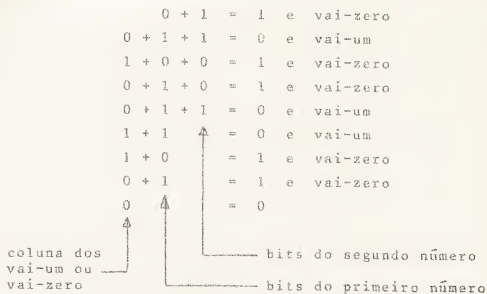 0 + 1 = 1 e vai-zero
0 + 1 + 1 = 0 e vai-um
1 + 0 + 0 = 1 e vai-zero
0 + 1 + 0 = 1 e vai-zero
0 + 1 + 1 = 0 e vai-um
1 + 1 = 0 e vai-um
1 + 0 = 1 e vai-zero
0 + 1 = 1 e vai-zero
0 = 0
coluna dos
vai-um ou
vai-zero
bits do segundo número
bits do primeiro número